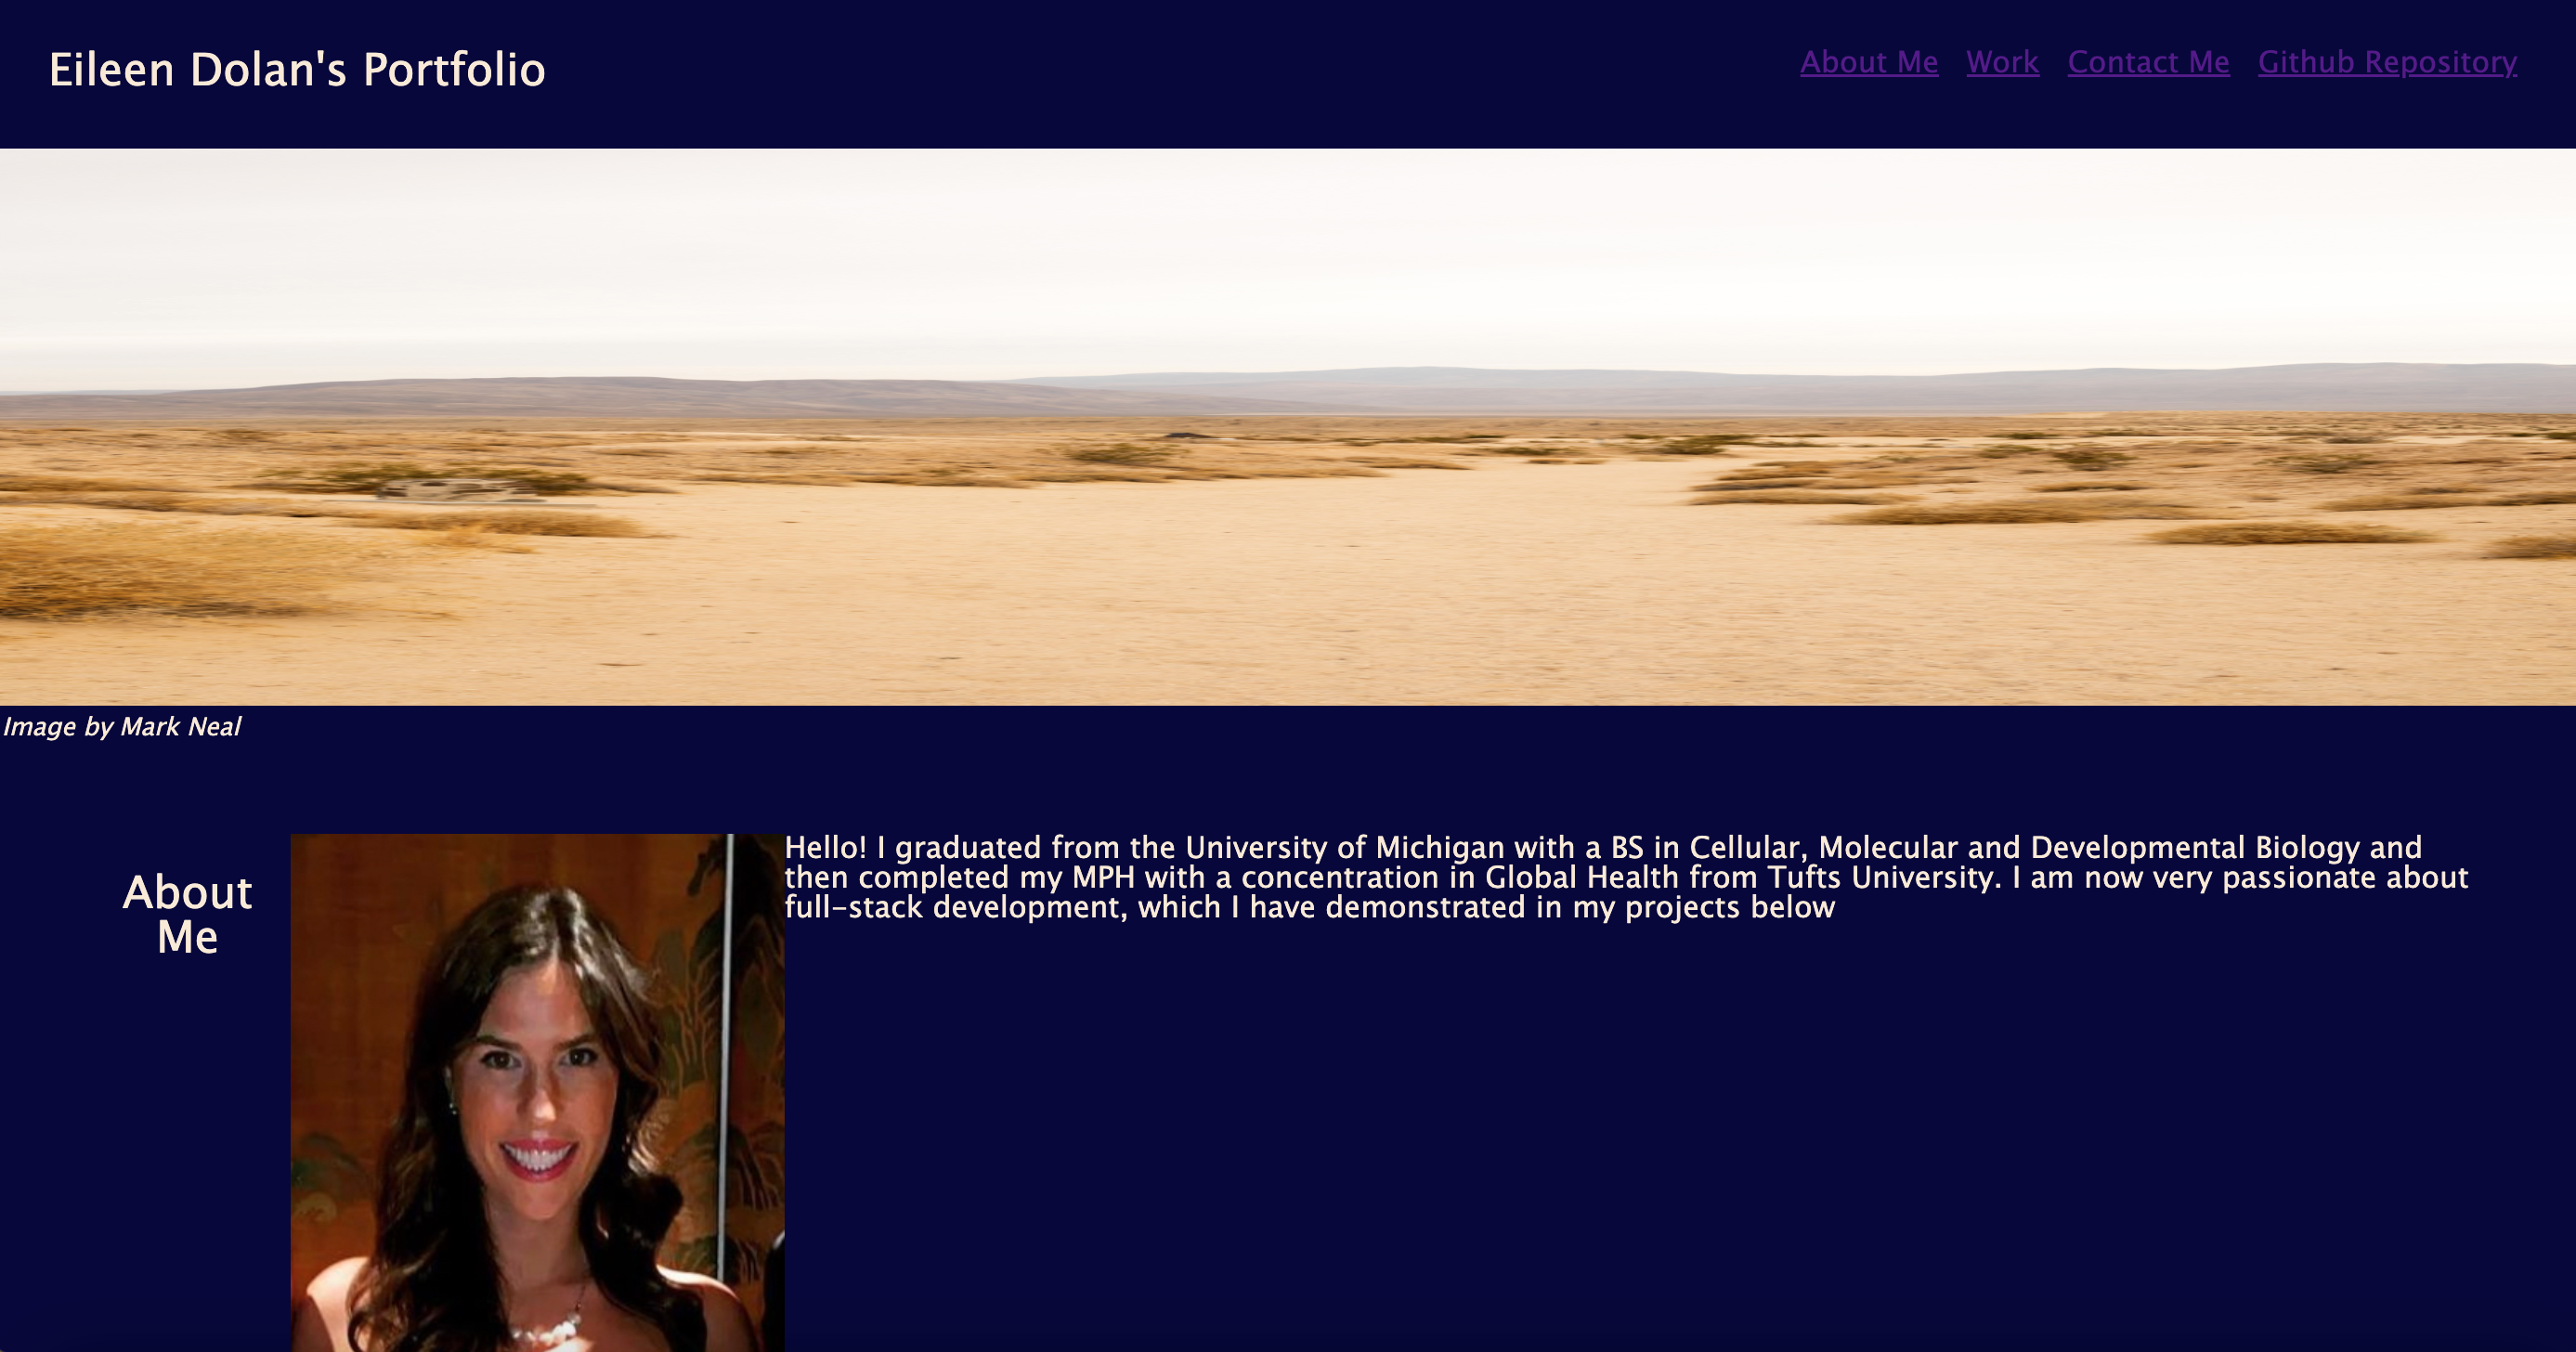 Eileen Dolan's Portfolio
About Me Work Contact Me Github Repository
Image by Mark Neal
About
Me
Hello! I graduated from the University of Michigan with a BS in Cellular, Molecular and Developmental Biology and
then completed my MPH with a concentration in Global Health from Tufts University. I am now very passionate about
full-stack development, which I have demonstrated in my projects below